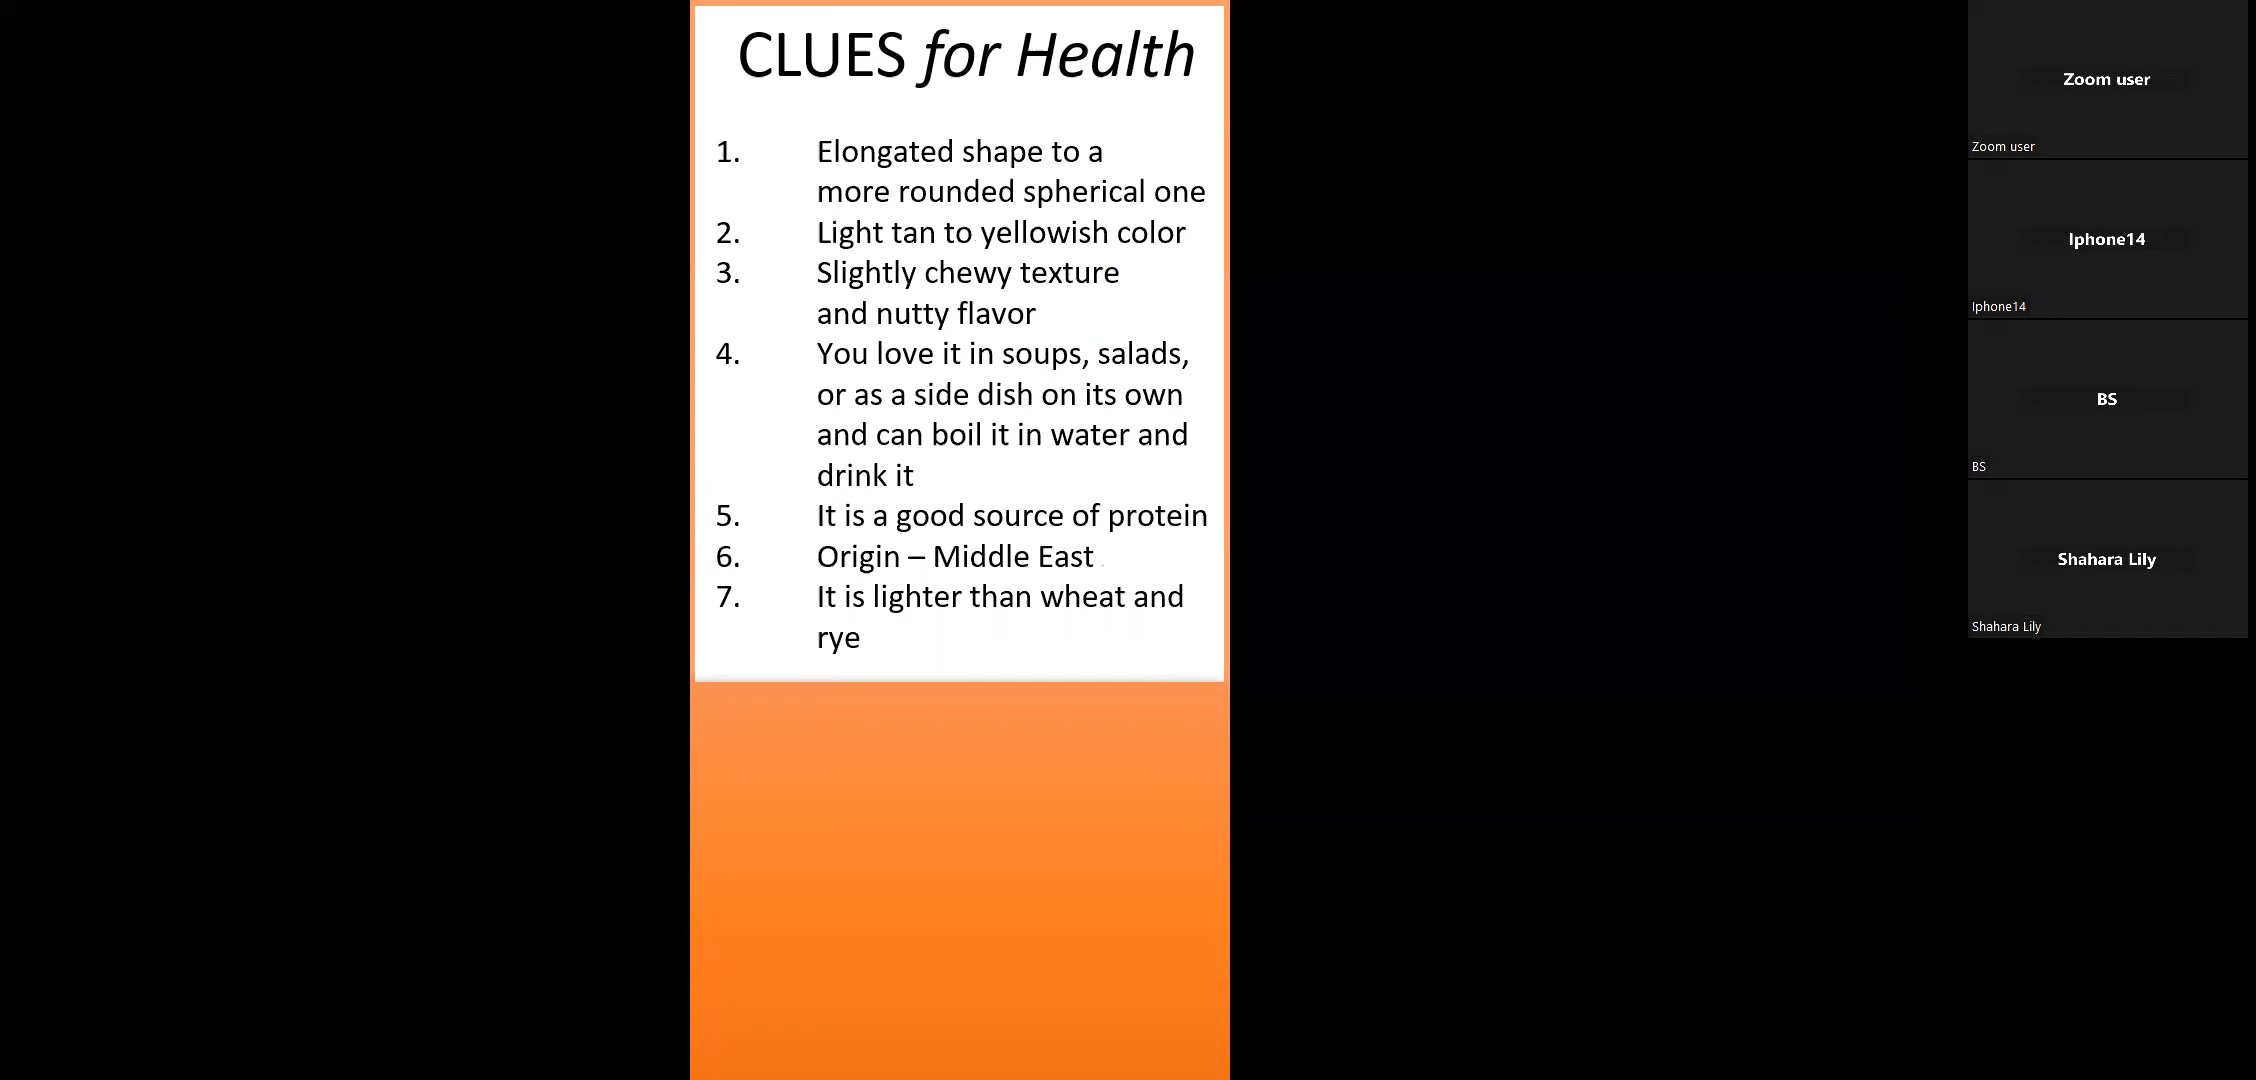 CLUES for Health
1. Elongated shape to a
more rounded spherical one
2. Light tan to yellowish color
3. Slightly chewy texture
and nutty flavor
4. You love it in soups, salads,
or as a side dish on its own
and can boil it in water and
drink it
5. It is a good source of protein
6. Origin – Middle East
7. It is lighter than wheat and
rye
Zoom user
Zoom user
Iphone14
Iphone14
BS
BS
Shahara Lily
Shahara Lily